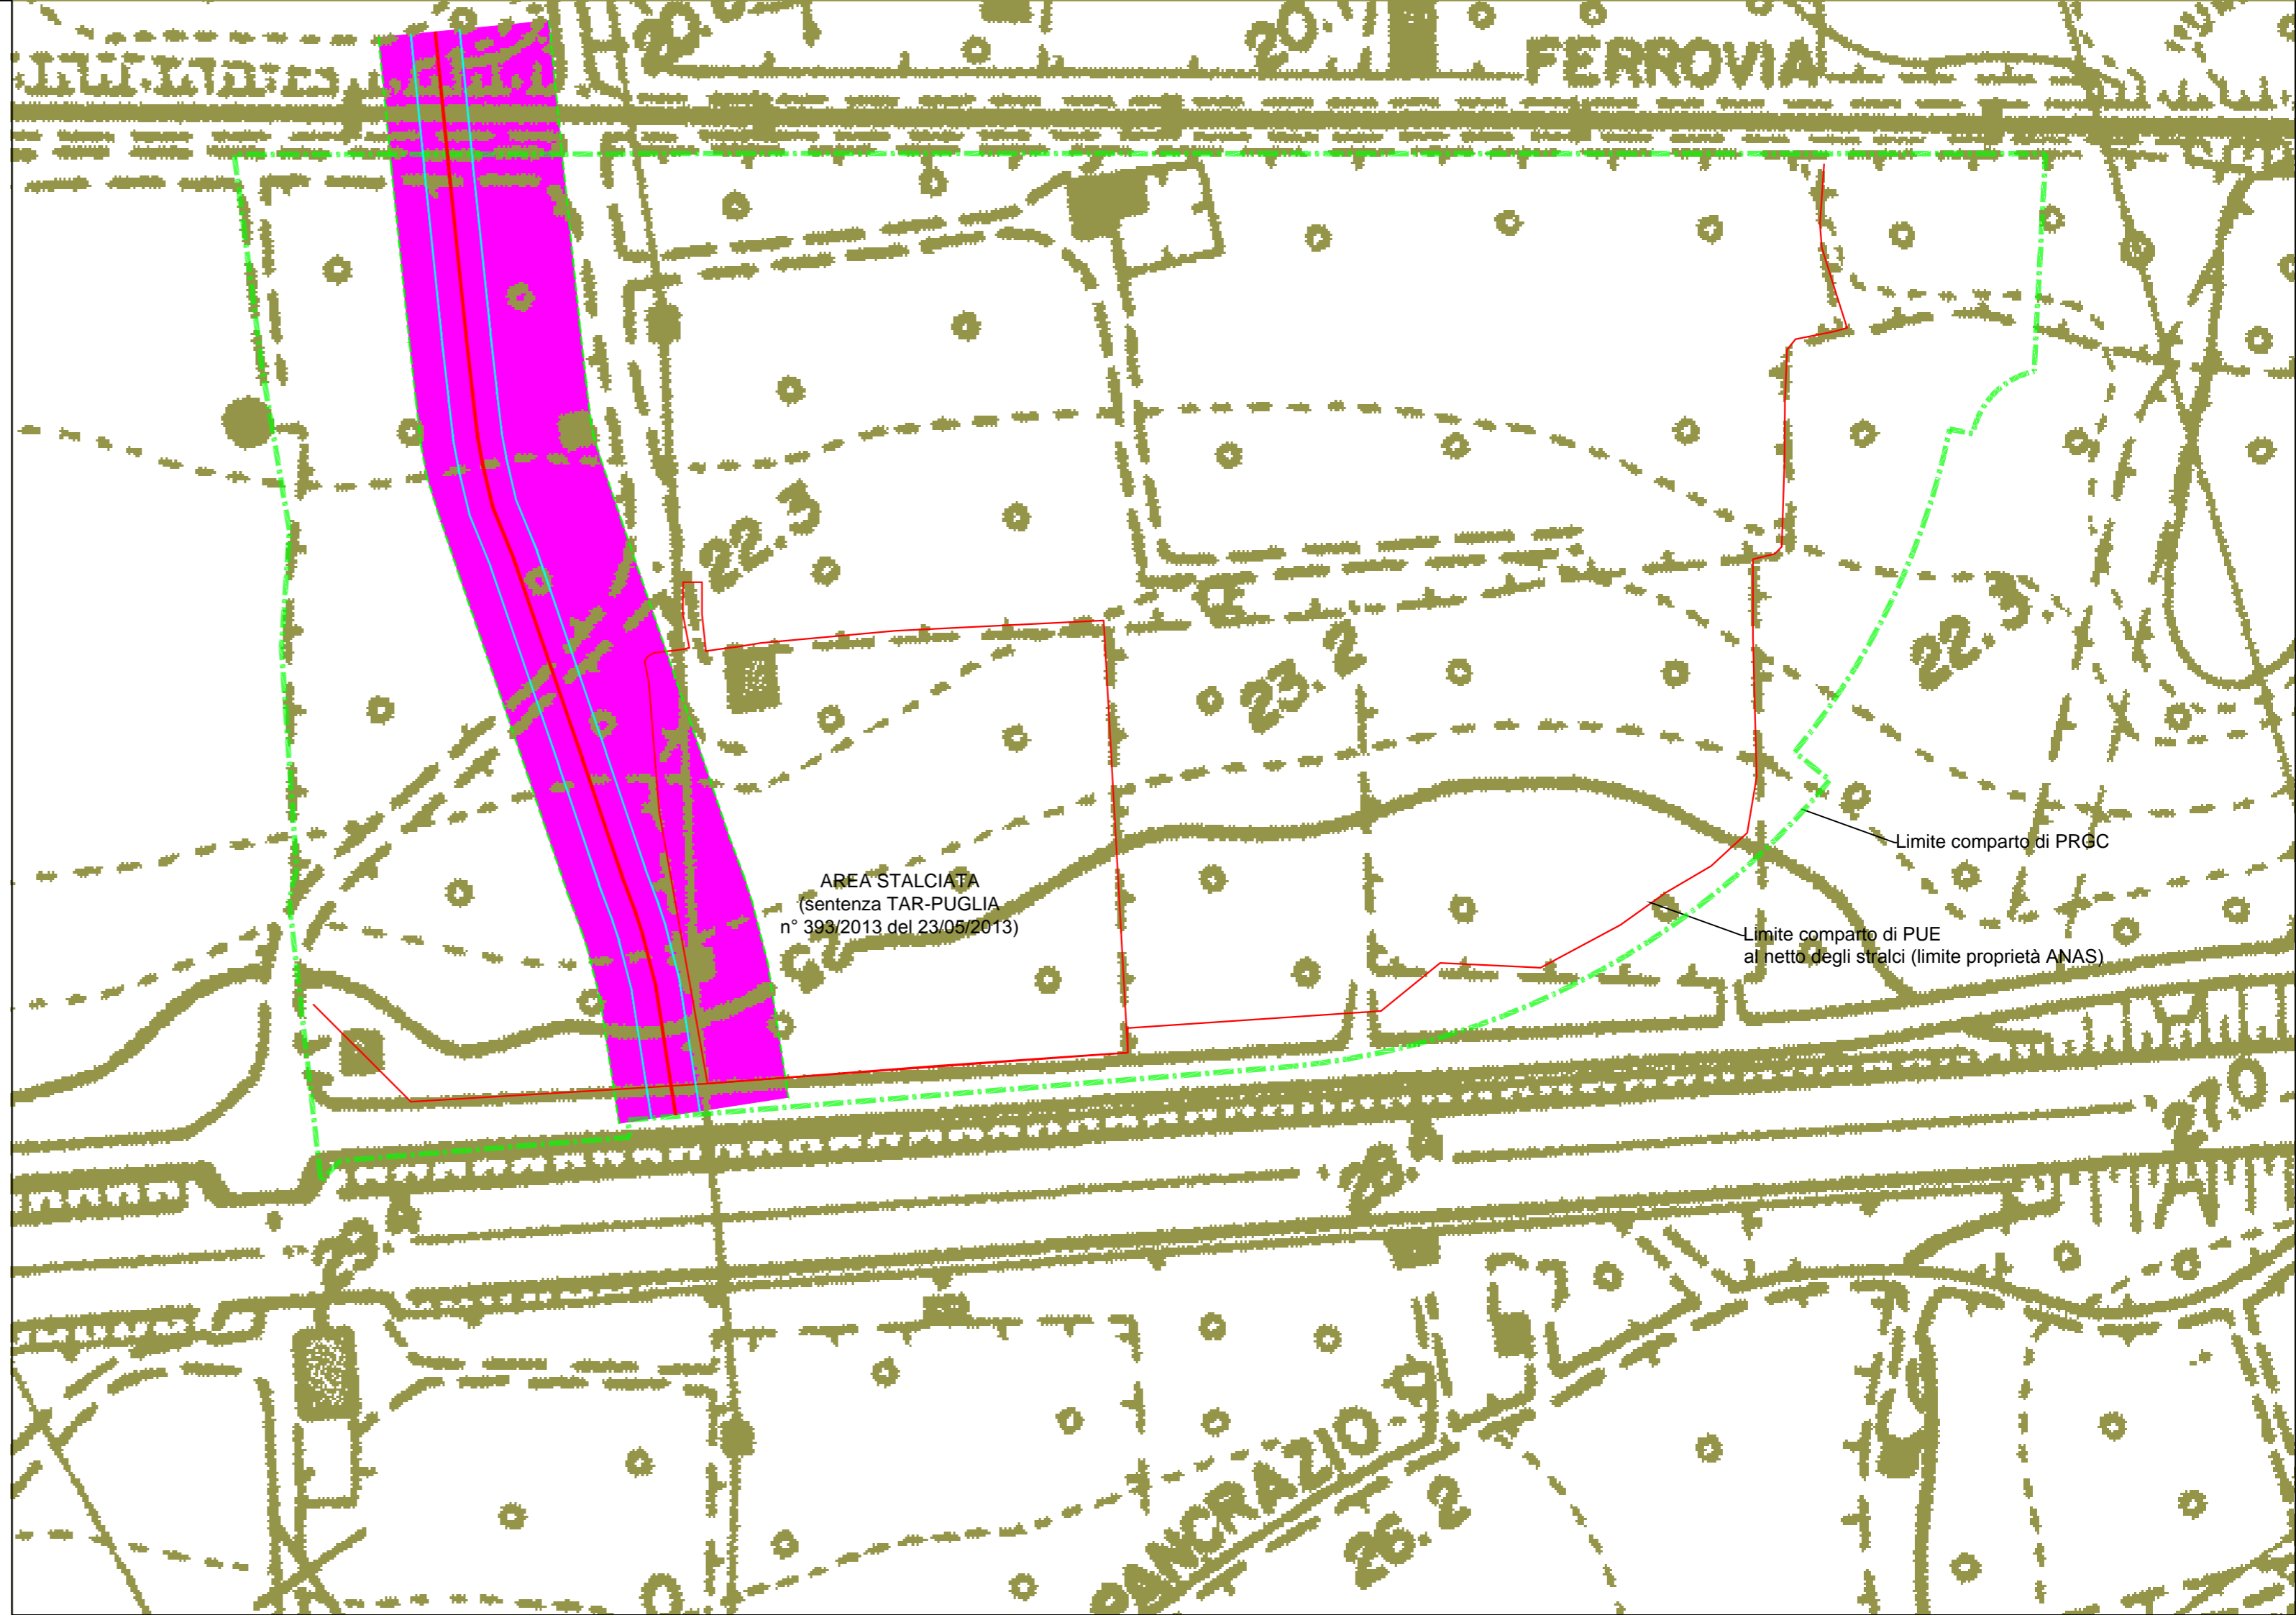 20.
20.
FERROVIA
22.3
23.2
22.3
Limite comparto di PRGC
AREA STALCIATA
(sentenza TAR-PUGLIA
n° 393/2013 del 23/05/2013)
Limite comparto di PUE
al netto degli stralci (limite proprietà ANAS)
27.0
26.
23
PANCRAZIO
26.2